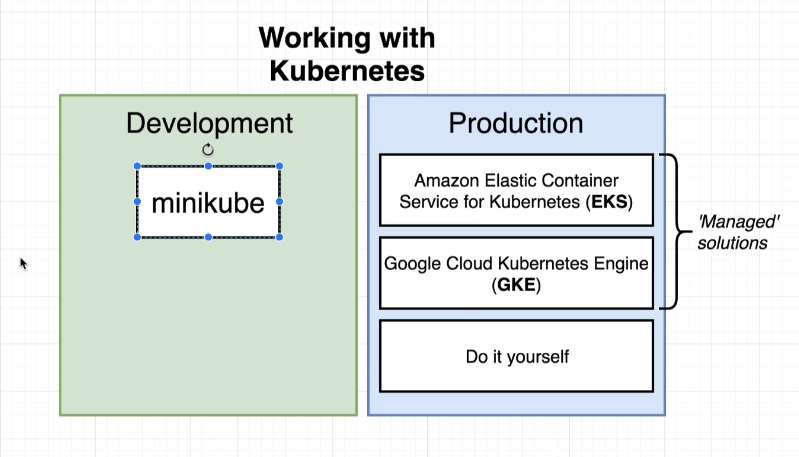 Working with
Kubernetes
Development
minikube
Production
Amazon Elastic Container
Service for Kubernetes (EKS)
Google Cloud Kubernetes Engine
(GKE)
Do it yourself
'Managed'
solutions